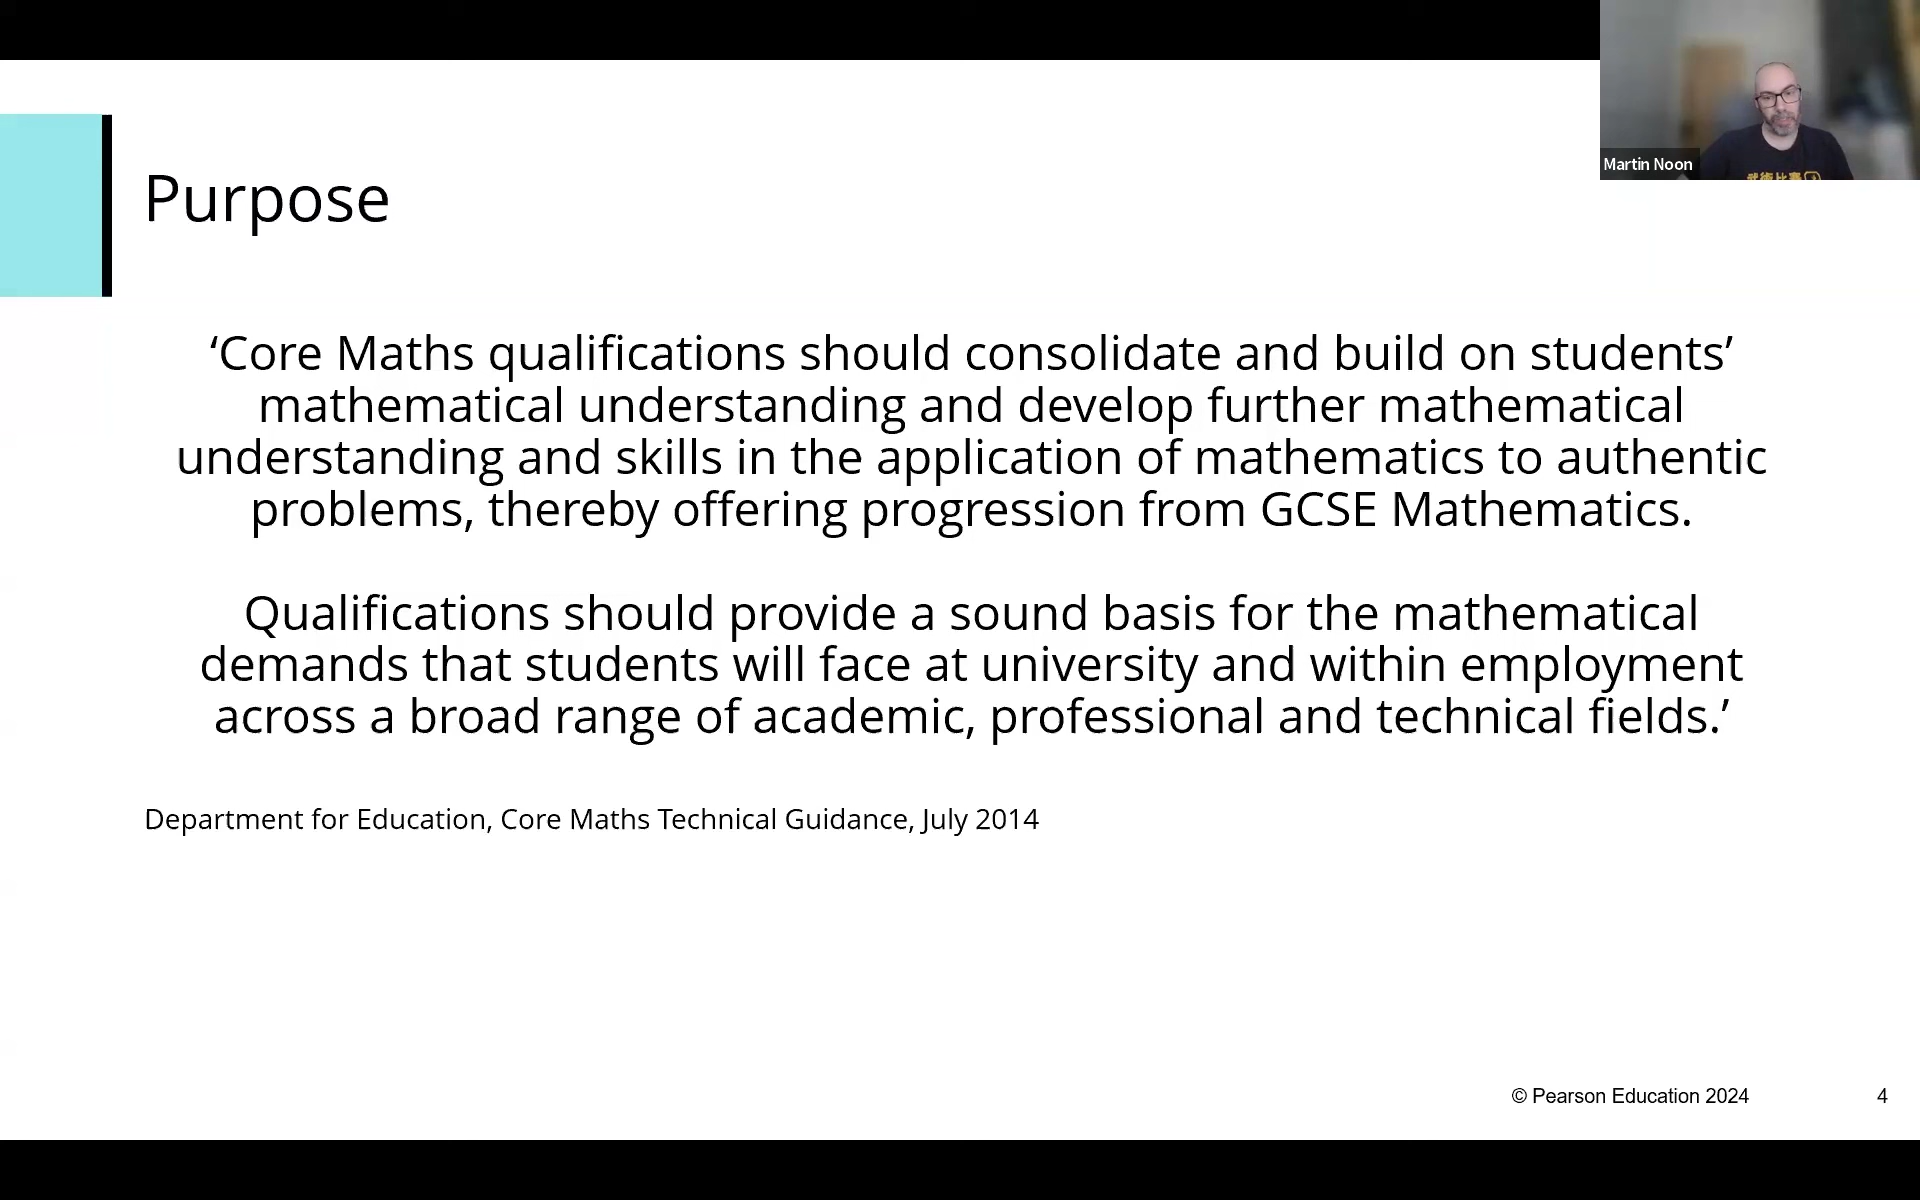 Martin Noon
Purpose
‘Core Maths qualifications should consolidate and build on students’
mathematical understanding and develop further mathematical
understanding and skills in the application of mathematics to authentic
problems, thereby offering progression from GCSE Mathematics.
Qualifications should provide a sound basis for the mathematical
demands that students will face at university and within employment
across a broad range of academic, professional and technical fields.’
Department for Education, Core Maths Technical Guidance, July 2014
© Pearson Education 2024
4